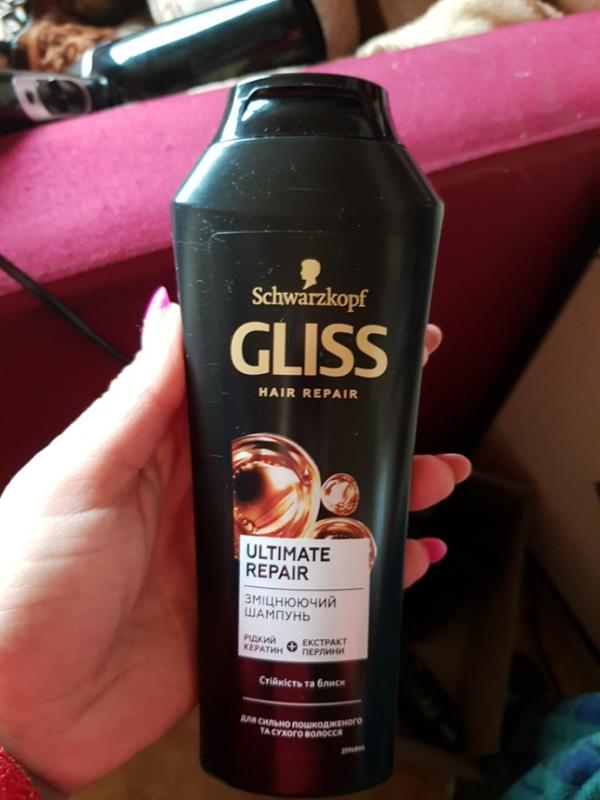 Schwarzkopf
GLISS
HAIR REPAIR
ULTIMATE
REPAIR
ЗМІЦНЮЮЧИЙ
ШАМПУНЬ
РІДКИЙ
КЕРАТИН
+
ЕКСТРАКТ
ПЕРЛИНИ
Стійкість та блиск
ДЛЯ СИЛЬНО ПОШКОДЖЕНОГО
ТА СУХОГО ВОЛОССЯ